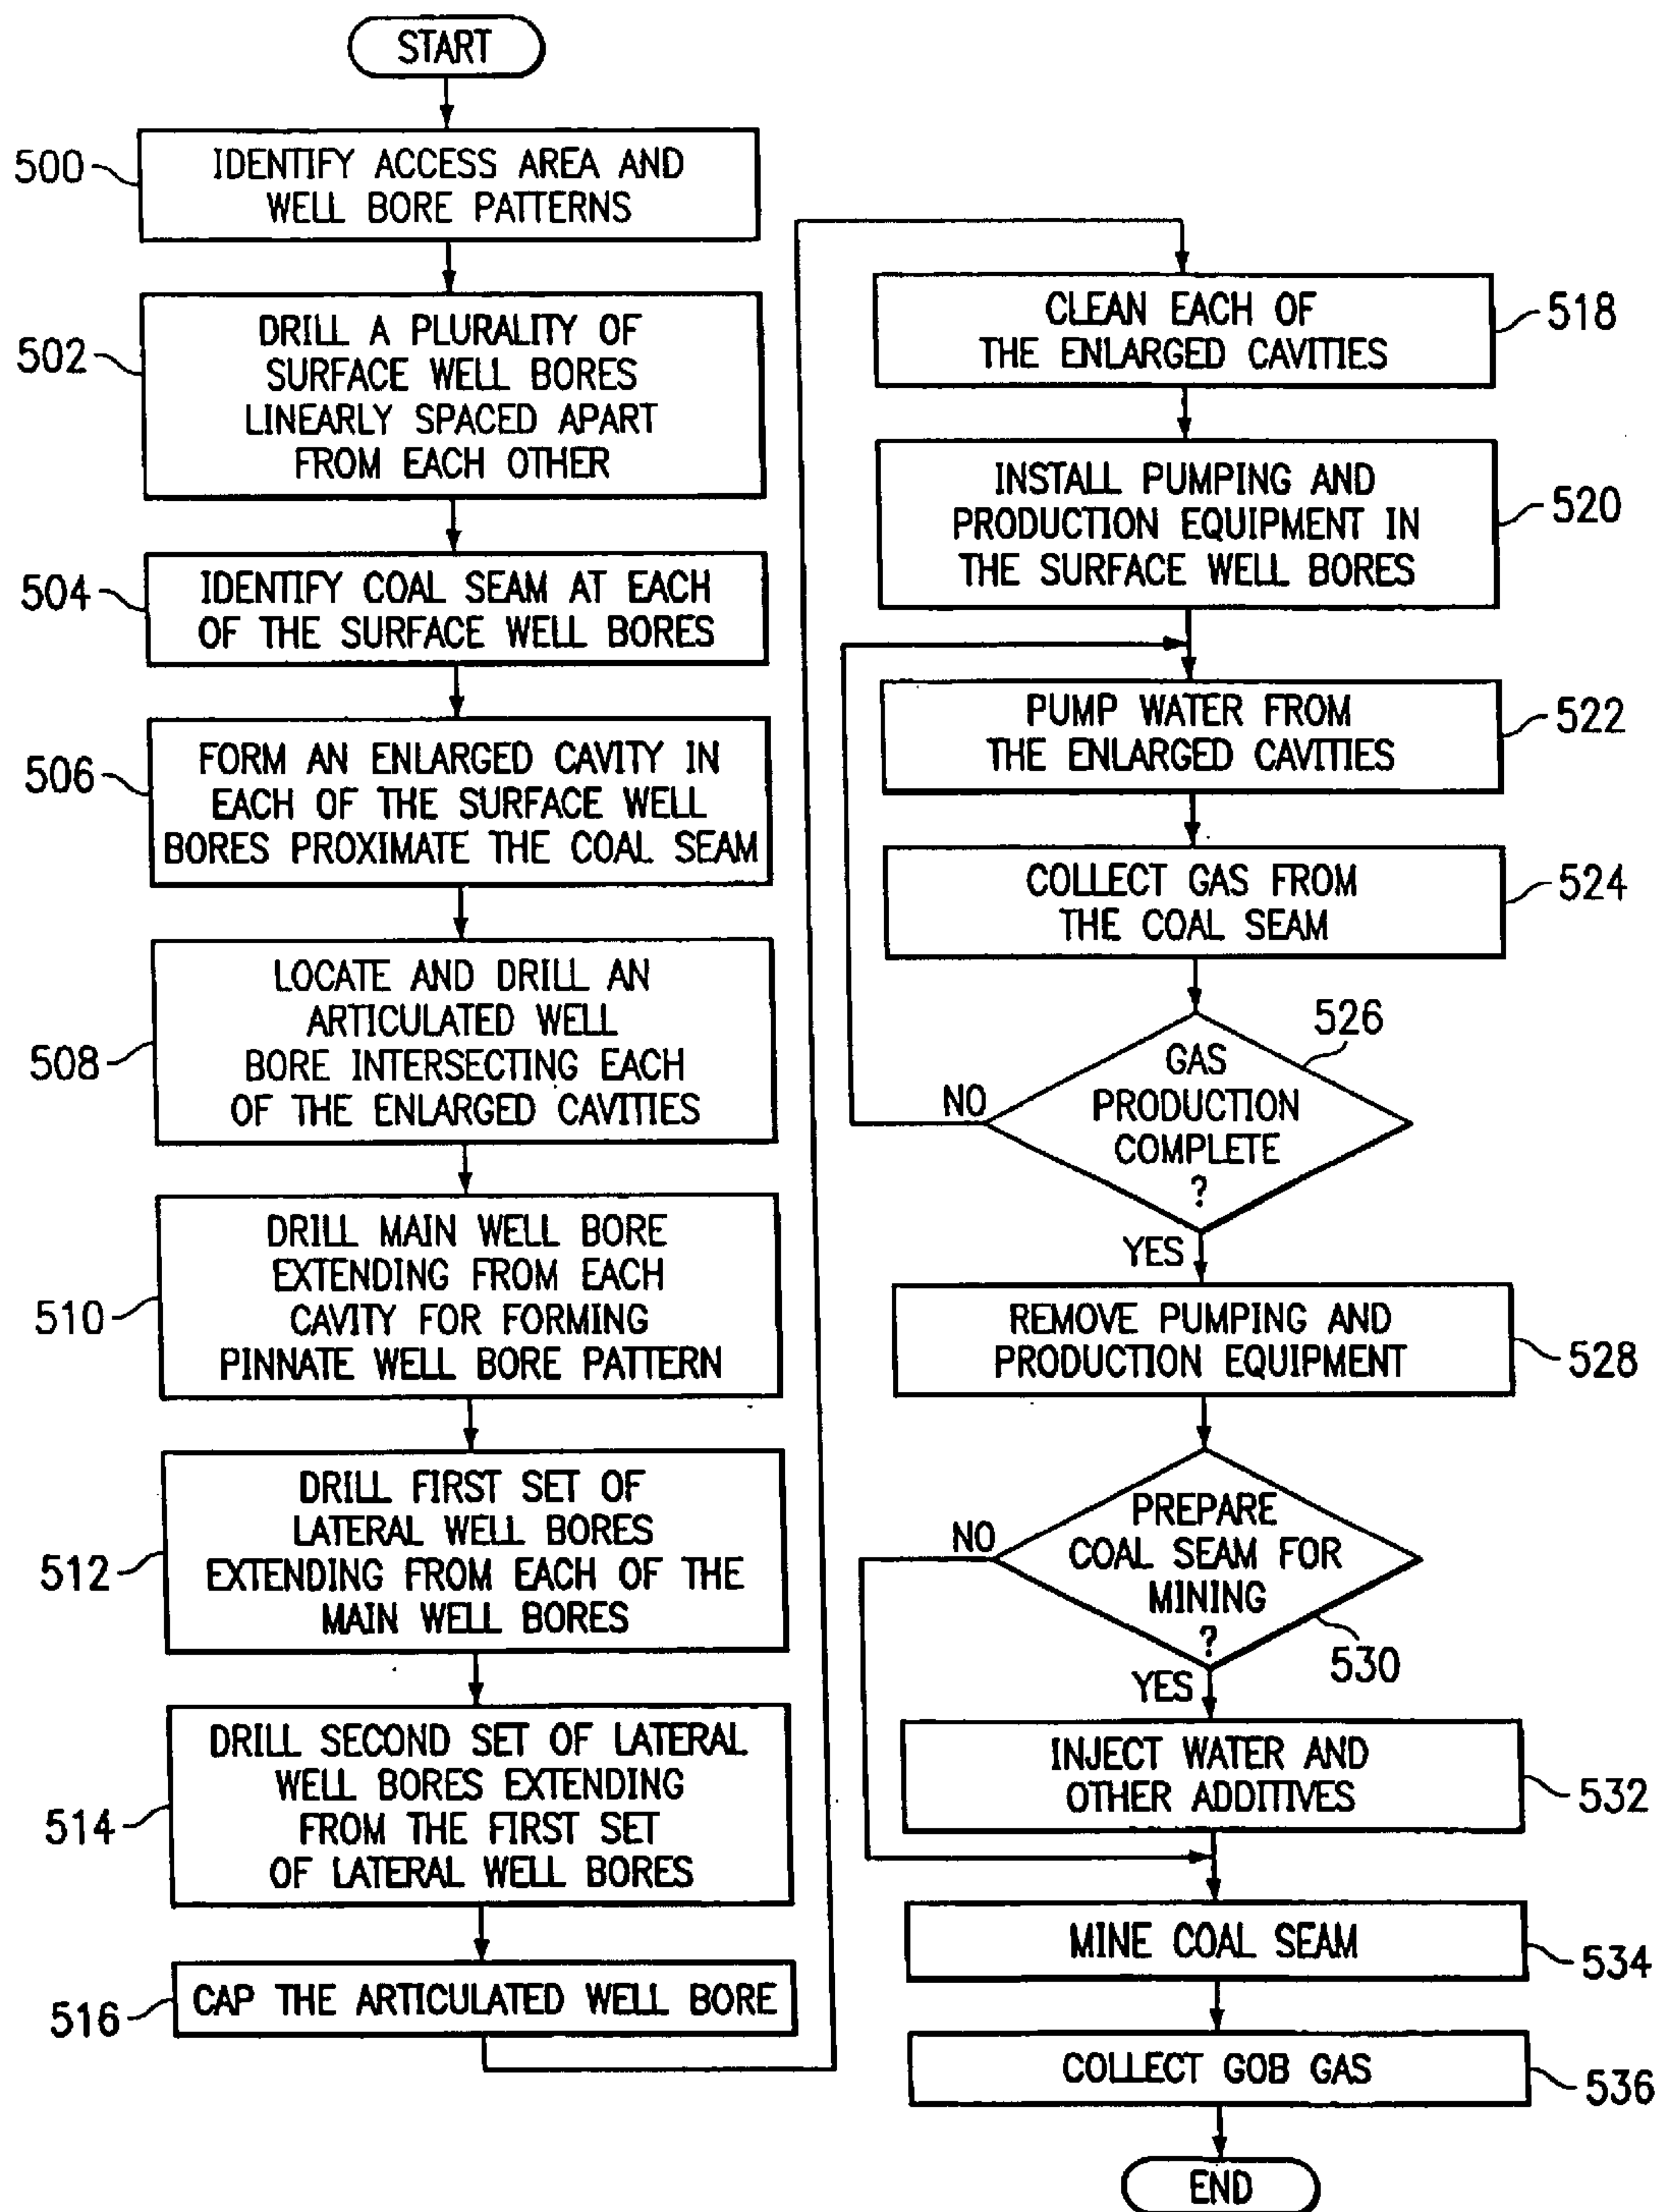 START
500
IDENTIFY ACCESS AREA AND
WELL BORE PATTERNS
502
DRILL A PLURALITY OF
SURFACE WELL BORES
LINEARLY SPACED APART
FROM EACH OTHER
504
IDENTIFY COAL SEAM AT EACH
OF THE SURFACE WELL BORES
506
FORM AN ENLARGED CAVITY IN
EACH OF THE SURFACE WELL
BORES PROXIMATE THE COAL SEAM
508
LOCATE AND DRILL AN
ARTICULATED WELL
BORE INTERSECTING EACH
OF THE ENLARGED CAVITIES
510
DRILL MAIN WELL BORE
EXTENDING FROM EACH
CAVITY FOR FORMING
PINNATE WELL BORE PATTERN
512
DRILL FIRST SET OF
LATERAL WELL BORES
EXTENDING FROM EACH OF THE
MAIN WELL BORES
514
DRILL SECOND SET OF LATERAL
WELL BORES EXTENDING
FROM THE FIRST SET
OF LATERAL WELL BORES
516
CAP THE ARTICULATED WELL BORE
CLEAN EACH OF
THE ENLARGED CAVITIES
518
INSTALL PUMPING AND
PRODUCTION EQUIPMENT IN
THE SURFACE WELL BORES
520
PUMP WATER FROM
THE ENLARGED CAVITIES
522
COLLECT GAS FROM
THE COAL SEAM
524
526
GAS
PRODUCTION
COMPLETE
?
NO
YES
REMOVE PUMPING AND
PRODUCTION EQUIPMENT
528
PREPARE
COAL SEAM FOR
MINING
?
NO
530
YES
INJECT WATER AND
OTHER ADDITIVES
532
MINE COAL SEAM
534
COLLECT GOB GAS
536
END